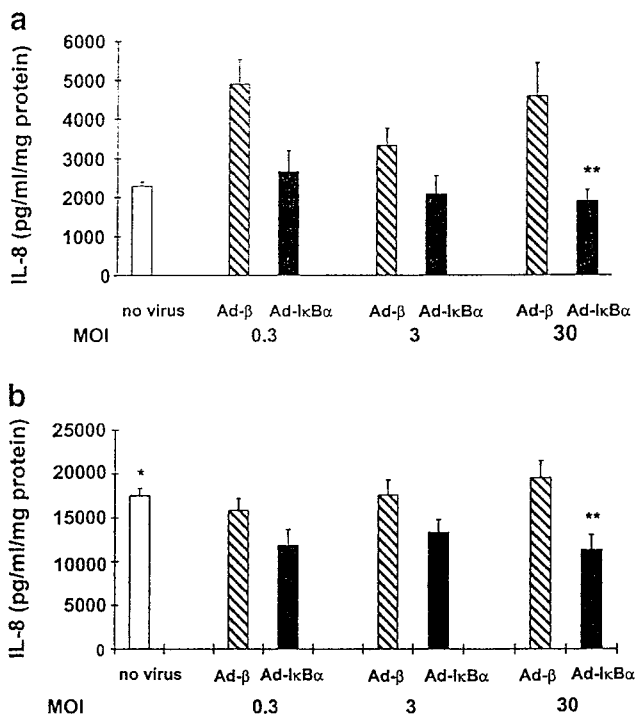 a
IL-8 (pg/ml/mg protein)
6000
5000
4000
3000
2000
1000
0
**
no virus Ad-β Ad-IκBα Ad-β Ad-IκBα Ad-β Ad-IκBα
MOI 0.3 3 30
b
IL-8 (pg/ml/mg protein)
25000
20000
15000
10000
5000
0
*
**
no virus Ad-β Ad-IκBα Ad-β Ad-IκBα Ad-β Ad-IκBα
MOI 0.3 3 30